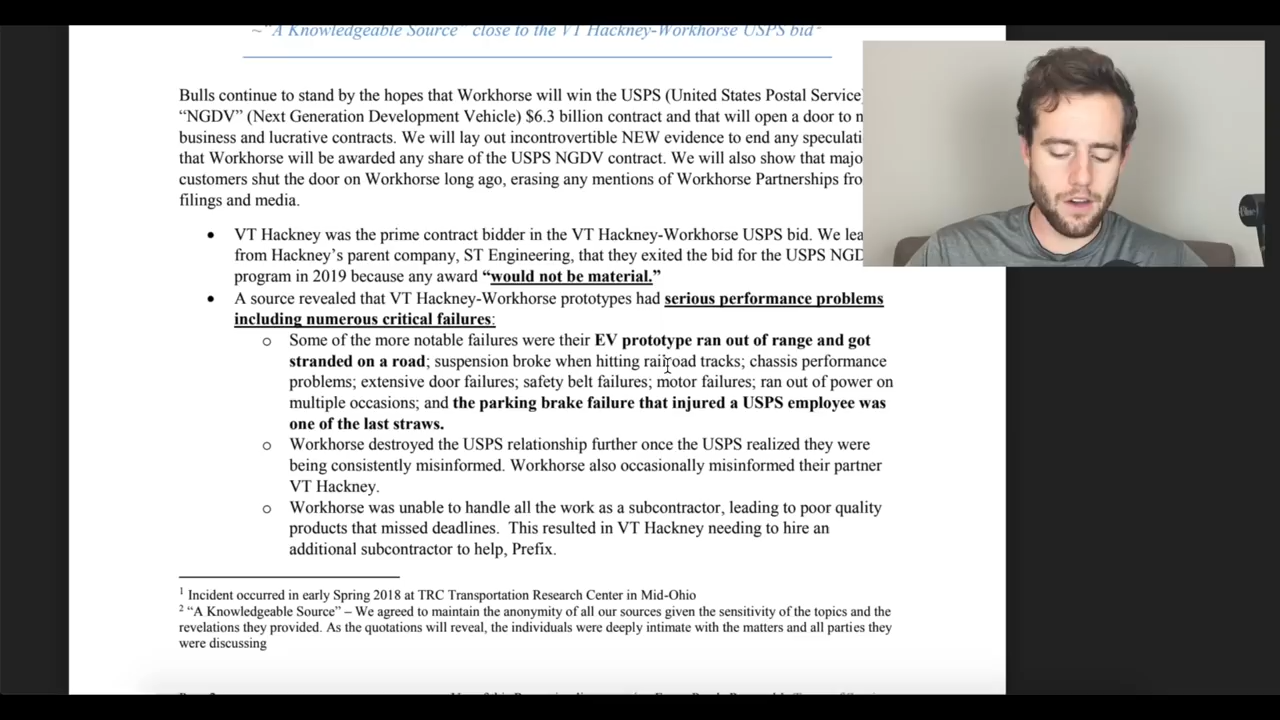 ~“A Knowledgeable Source” close to the VT Hackney-Workhorse USPS bid2
Bulls continue to stand by the hopes that Workhorse will win the USPS (United States Postal Service)
“NGDV” (Next Generation Development Vehicle) $6.3 billion contract and that will open a door to
business and lucrative contracts. We will lay out incontrovertible NEW evidence to end any
that Workhorse will be awarded any share of the USPS NGDV contract. We will also show that
customers shut the door on Workhorse long ago, erasing any mentions of Workhorse Partnerships
filings and media.
• VT Hackney was the prime contract bidder in the VT Hackney-Workhorse USPS bid. We
from Hackney’s parent company, ST Engineering, that they exited the bid for the USPS
program in 2019 because any award “would not be material.”
• A source revealed that VT Hackney-Workhorse prototypes had serious performance problems
including numerous critical failures:
o Some of the more notable failures were their EV prototype ran out of range and got
stranded on a road; suspension broke when hitting railroad tracks; chassis performance
problems; extensive door failures; safety belt failures; motor failures; ran out of power on
multiple occasions; and the parking brake failure that injured a USPS employee was
one of the last straws.
o Workhorse destroyed the USPS relationship further once the USPS realized they were
being consistently misinformed. Workhorse also occasionally misinformed their partner
VT Hackney.
o Workhorse was unable to handle all the work as a subcontractor, leading to poor quality
products that missed deadlines. This resulted in VT Hackney needing to hire an
additional subcontractor to help, Prefix.
1 Incident occurred in early Spring 2018 at TRC Transportation Research Center in Mid-Ohio
2 “A Knowledgeable Source” – We agreed to maintain the anonymity of all our sources given the sensitivity of the topics and the
revelations they provided. As the quotations will reveal, the individuals were deeply intimate with the matters and all parties they
were discussing